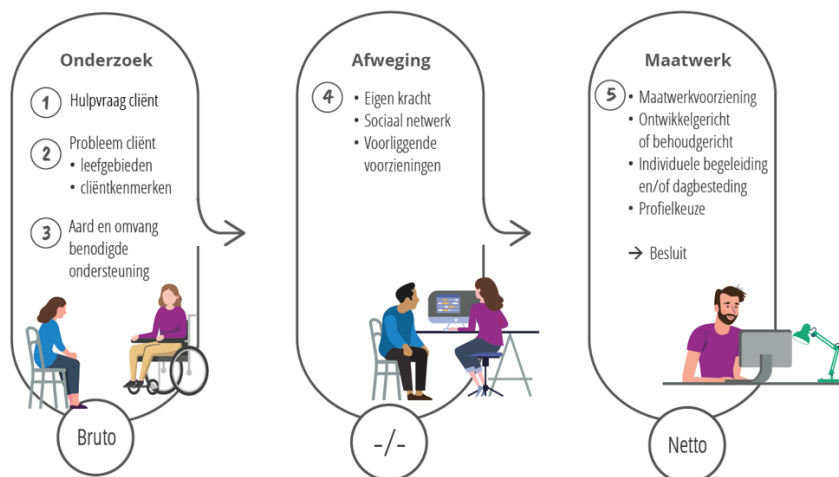 Onderzoek
1 Hulpvraag cliënt
2 Probleem cliënt
• leefgebieden
• cliëntkenmerken
3 Aard en omvang
benodigde
ondersteuning
Bruto
Afweging
4 • Eigen kracht
• Sociaal netwerk
• Voorliggende
voorzieningen
-/-
Maatwerk
5 • Maatwerkvoorziening
• Ontwikkelgericht
of behoudgericht
• Individuele begeleiding
en/of dagbesteding
• Profielkeuze
→ Besluit
Netto